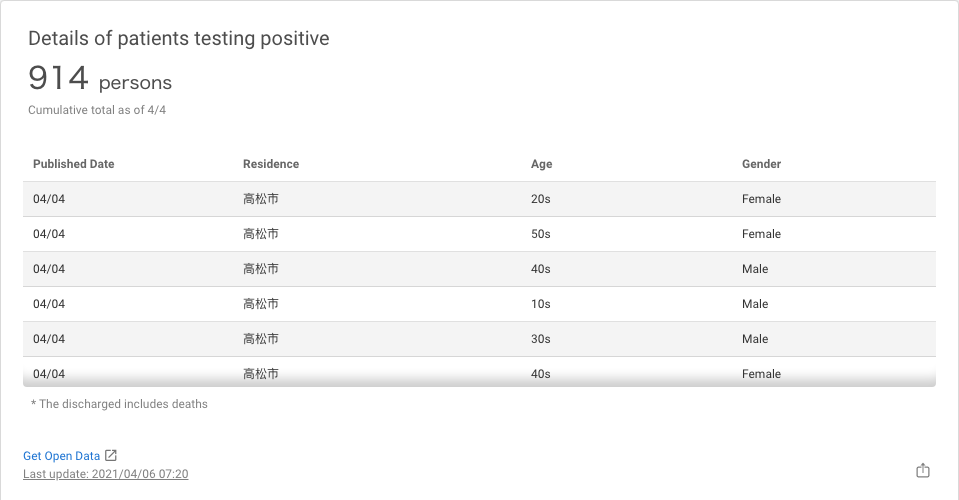 Details of patients testing positive
914 persons
Cumulative total as of 4/4
Published Date Residence Age Gender
04/04 高松市 20s Female
04/04 高松市 50s Female
04/04 高松市 40s Male
04/04 高松市 10s Male
04/04 高松市 30s Male
04/04 高松市 40s Female
* The discharged includes deaths
Get Open Data
Last update: 2021/04/06 07:20